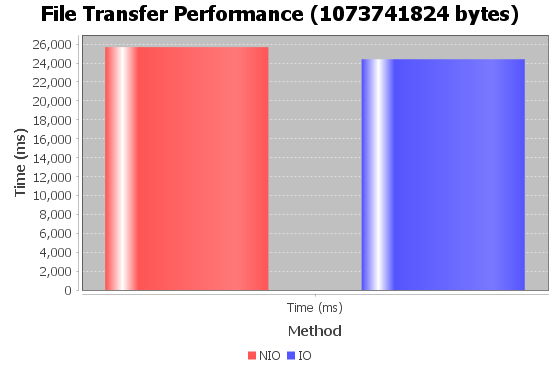 File Transfer Performance (1073741824 bytes)
26,000
24,000
22,000
20,000
18,000
16,000
14,000
12,000
10,000
8,000
6,000
4,000
2,000
0
Time (ms)
Time (ms)
Method
NIO IO